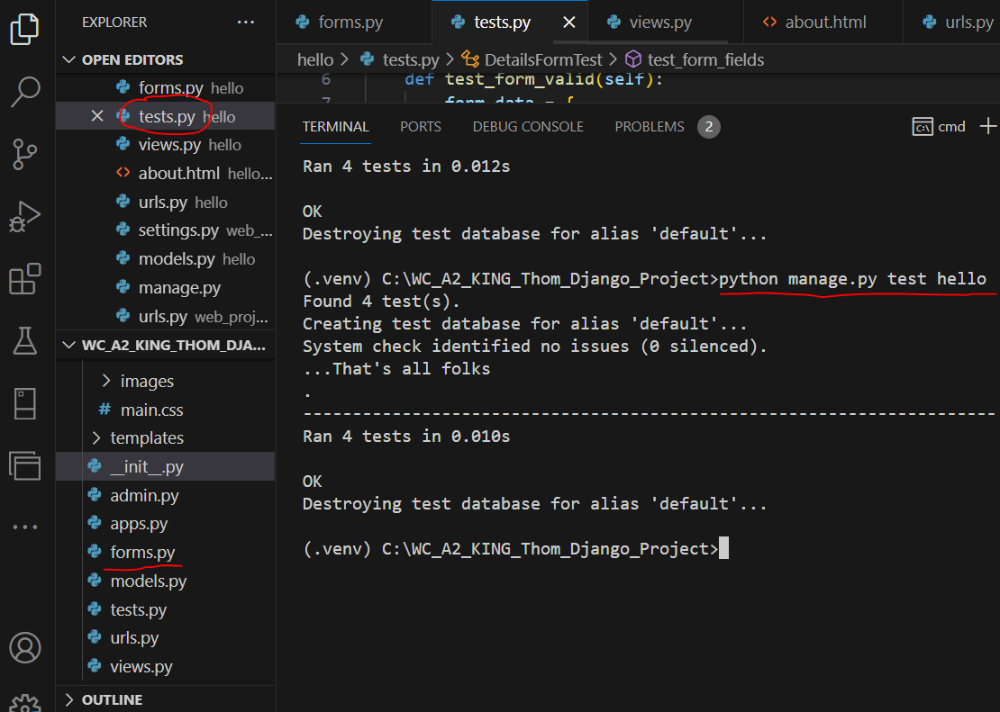 EXPLORER
OPEN EDITORS
forms.py hello
tests.py hello
views.py hello
about.html hello...
urls.py hello
settings.py web_...
models.py hello
manage.py
urls.py web_proj...
WC_A2_KING_THOM_DJA...
images
# main.css
templates
__init__.py
admin.py
apps.py
forms.py
models.py
tests.py
urls.py
views.py
OUTLINE
forms.py tests.py views.py about.html urls.py
hello > tests.py > DetailsFormTest > test_form_fields
6 def test_form_valid(self):
7 form_data = {
TERMINAL PORTS DEBUG CONSOLE PROBLEMS 2 cmd
Ran 4 tests in 0.012s
OK
Destroying test database for alias 'default'...
(.venv) C:\WC_A2_KING_Thom_Django_Project>python manage.py test hello
Found 4 test(s).
Creating test database for alias 'default'...
System check identified no issues (0 silenced).
...That's all folks
.
----------------------------------------------------------------------
Ran 4 tests in 0.010s
OK
Destroying test database for alias 'default'...
(.venv) C:\WC_A2_KING_Thom_Django_Project>